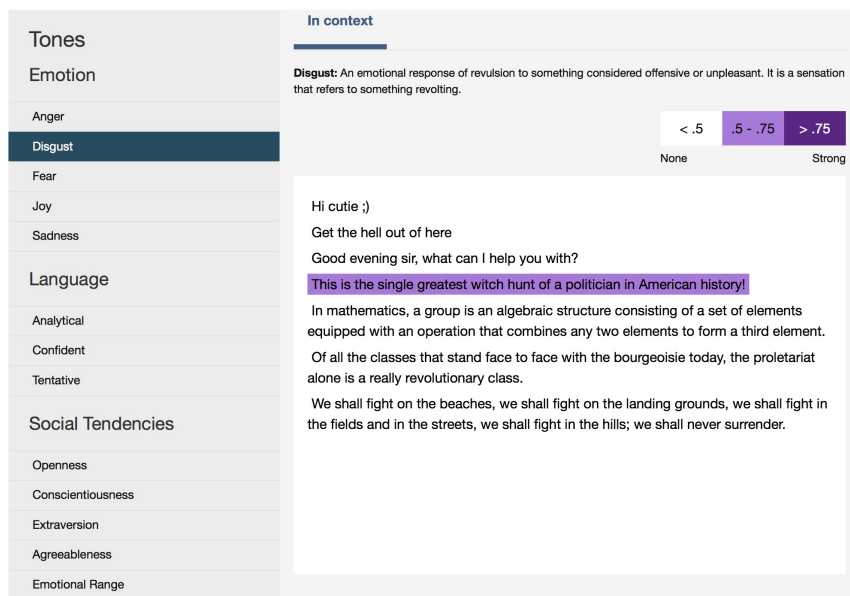 Tones
Emotion
Anger
Disgust
Fear
Joy
Sadness
Language
Analytical
Confident
Tentative
Social Tendencies
Openness
Conscientiousness
Extraversion
Agreeableness
Emotional Range
In context
Disgust: An emotional response of revulsion to something considered offensive or unpleasant. It is a sensation
that refers to something revolting.
< .5 .5 - .75 > .75
None Strong
Hi cutie ;)
Get the hell out of here
Good evening sir, what can I help you with?
This is the single greatest witch hunt of a politician in American history!
In mathematics, a group is an algebraic structure consisting of a set of elements
equipped with an operation that combines any two elements to form a third element.
Of all the classes that stand face to face with the bourgeoisie today, the proletariat
alone is a really revolutionary class.
We shall fight on the beaches, we shall fight on the landing grounds, we shall fight in
the fields and in the streets, we shall fight in the hills; we shall never surrender.